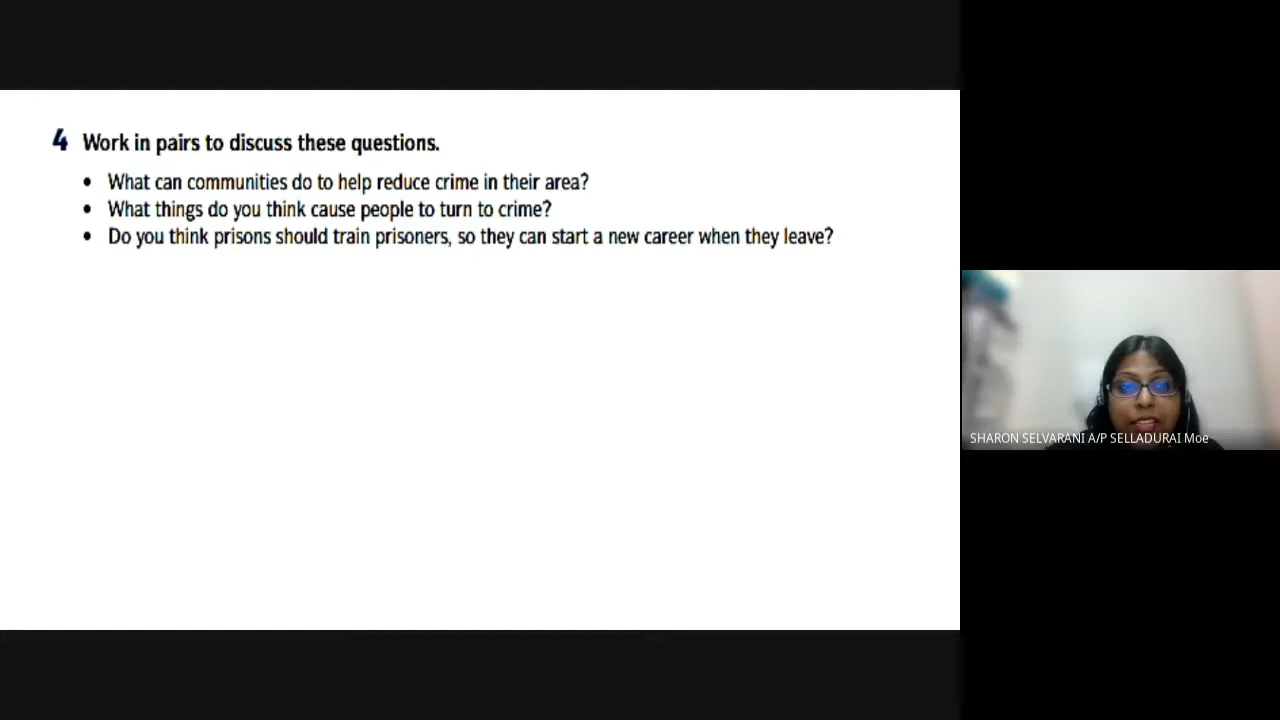 4 Work in pairs to discuss these questions.
• What can communities do to help reduce crime in their area?
• What things do you think cause people to turn to crime?
• Do you think prisons should train prisoners, so they can start a new career when they leave?
SHARON SELVARANI A/P SELLADURAI Moe